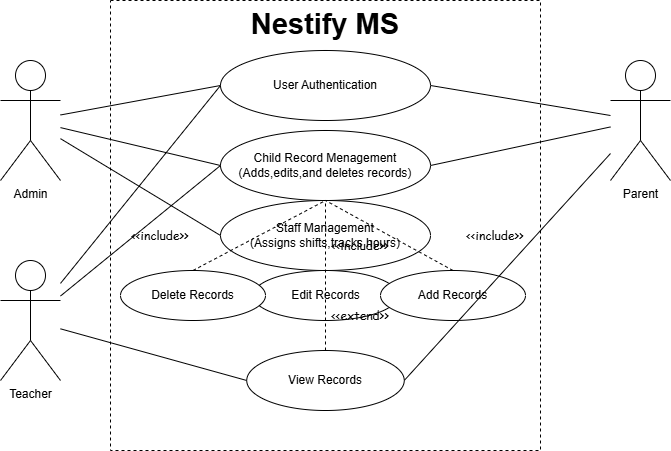 Nestify MS
User Authentication
Child Record Menagement
(Adds,edits,and deletes records)
Admin
Parent
Staff Management
(Assigns shifts,tracks hours)
<<include>>
<<include>>
<<include>>
Delete Records
Edit Records
Add Records
<<extend>>
View Records
Teacher